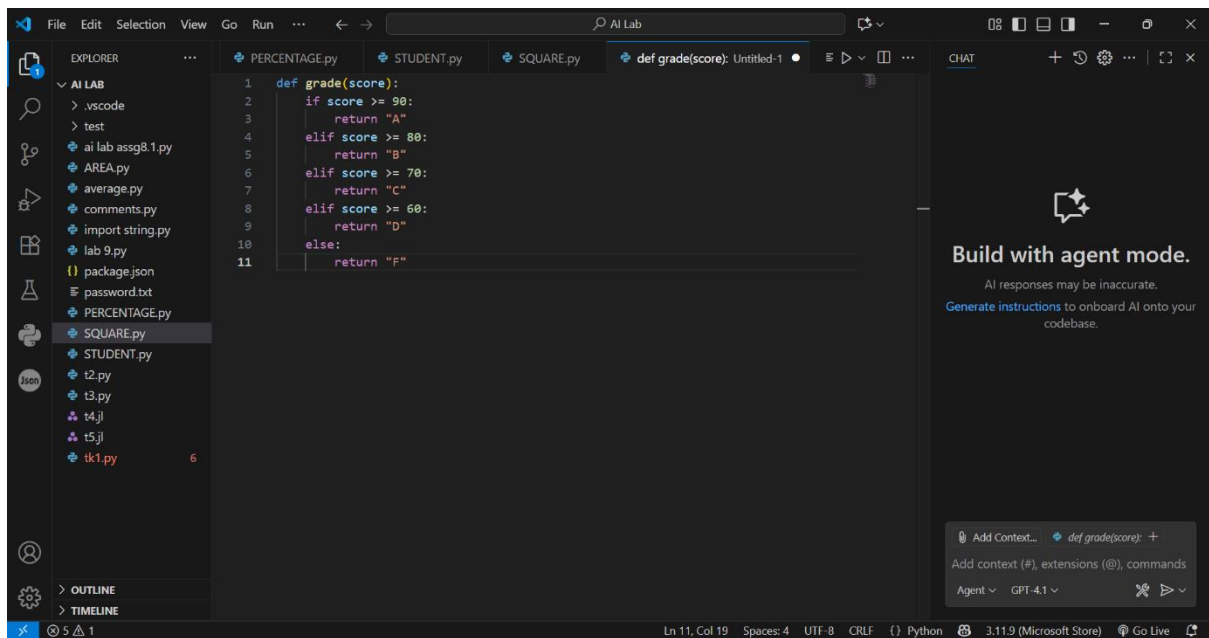 File Edit Selection View Go Run ... AI Lab
EXPLORER ...
AI LAB
.vscode
test
ai lab assg8.1.py
AREA.py
average.py
comments.py
import string.py
lab 9.py
{} package.json
password.txt
PERCENTAGE.py
SQUARE.py
STUDENT.py
t2.py
t3.py
t4.jl
t5.jl
tk1.py 6
OUTLINE
TIMELINE
1
Json
PERCENTAGE.py STUDENT.py SQUARE.py def grade(score): Untitled-1 ...
1 def grade(score):
2 if score >= 90:
3 return "A"
4 elif score >= 80:
5 return "B"
6 elif score >= 70:
7 return "C"
8 elif score >= 60:
9 return "D"
10 else:
11 return "F"
CHAT ...
Build with agent mode.
AI responses may be inaccurate.
Generate instructions to onboard AI onto your
codebase.
Add Context... def grade(score): +
Add context (#), extensions (@), commands
Agent GPT-4.1
5 1 Ln 11, Col 19 Spaces: 4 UTF-8 CRLF {} Python 3.11.9 (Microsoft Store) Go Live